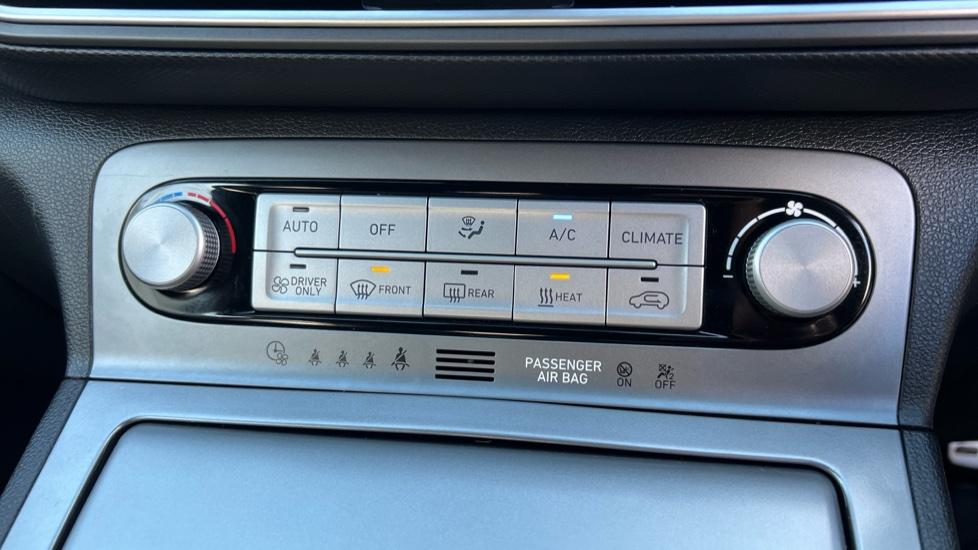 AUTO
OFF
A/C
CLIMATE
DRIVER
ONLY
FRONT
REAR
HEAT
PASSENGER
AIR BAG
ON
OFF